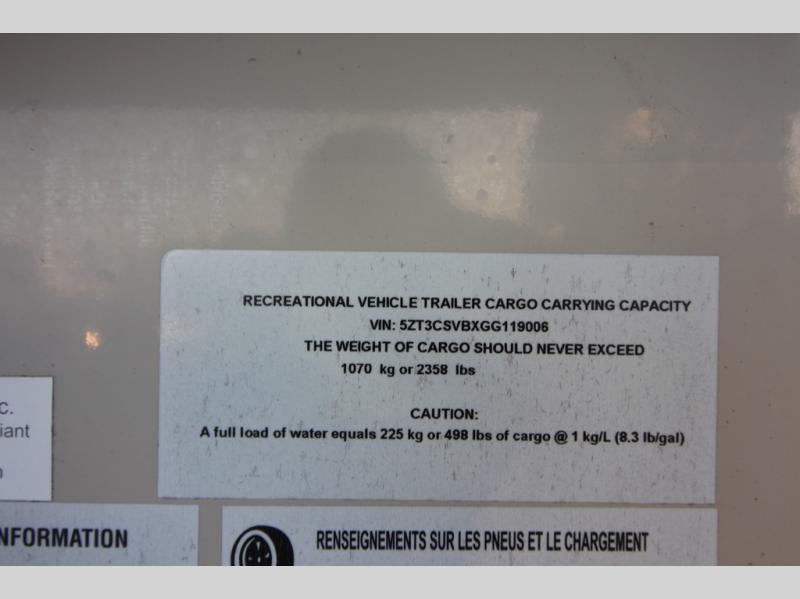 RECREATIONAL VEHICLE TRAILER CARGO CARRYING CAPACITY
VIN: 5ZT3CSVBXGG119006
THE WEIGHT OF CARGO SHOULD NEVER EXCEED
1070 kg or 2358 lbs
CAUTION:
A full load of water equals 225 kg or 498 lbs of cargo @ 1 kg/L (8.3 lb/gal)
c.
iant
n
NFORMATION
RENSEIGNEMENTS SUR LES PNEUS ET LE CHARGEMENT